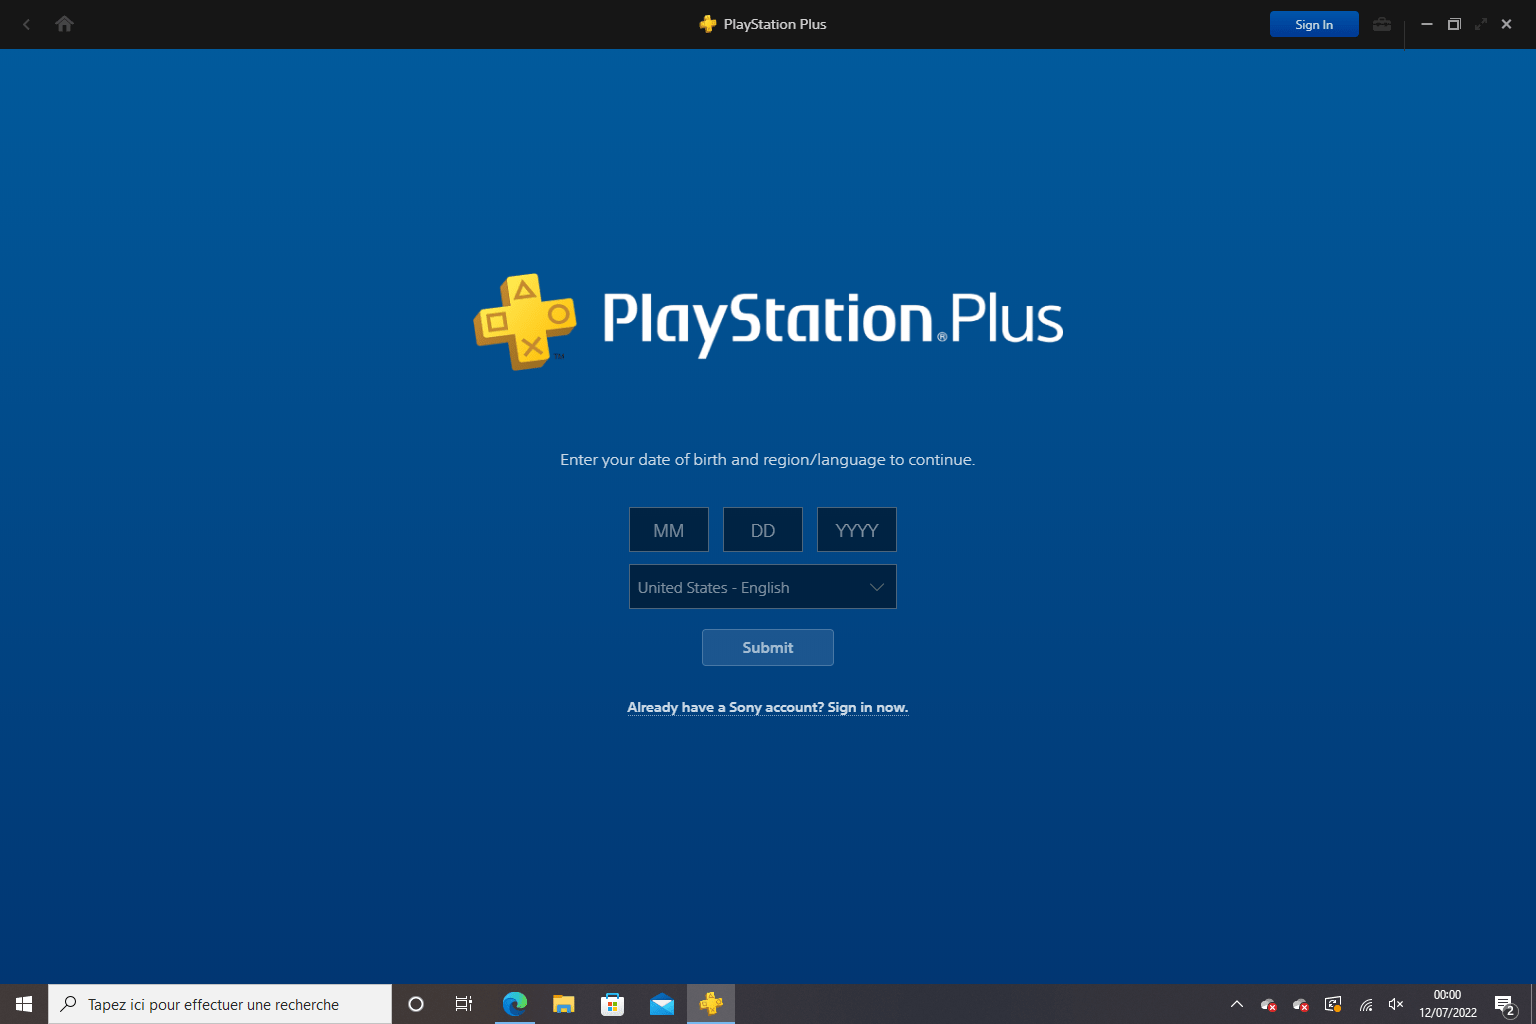 PlayStation Plus
Sign In
PlayStation®Plus
TM
Enter your date of birth and region/language to continue.
MM DD YYYY
United States - English
Submit
Already have a Sony account? Sign in now.
Tapez ici pour effectuer une recherche
00:00
12/07/2022
2